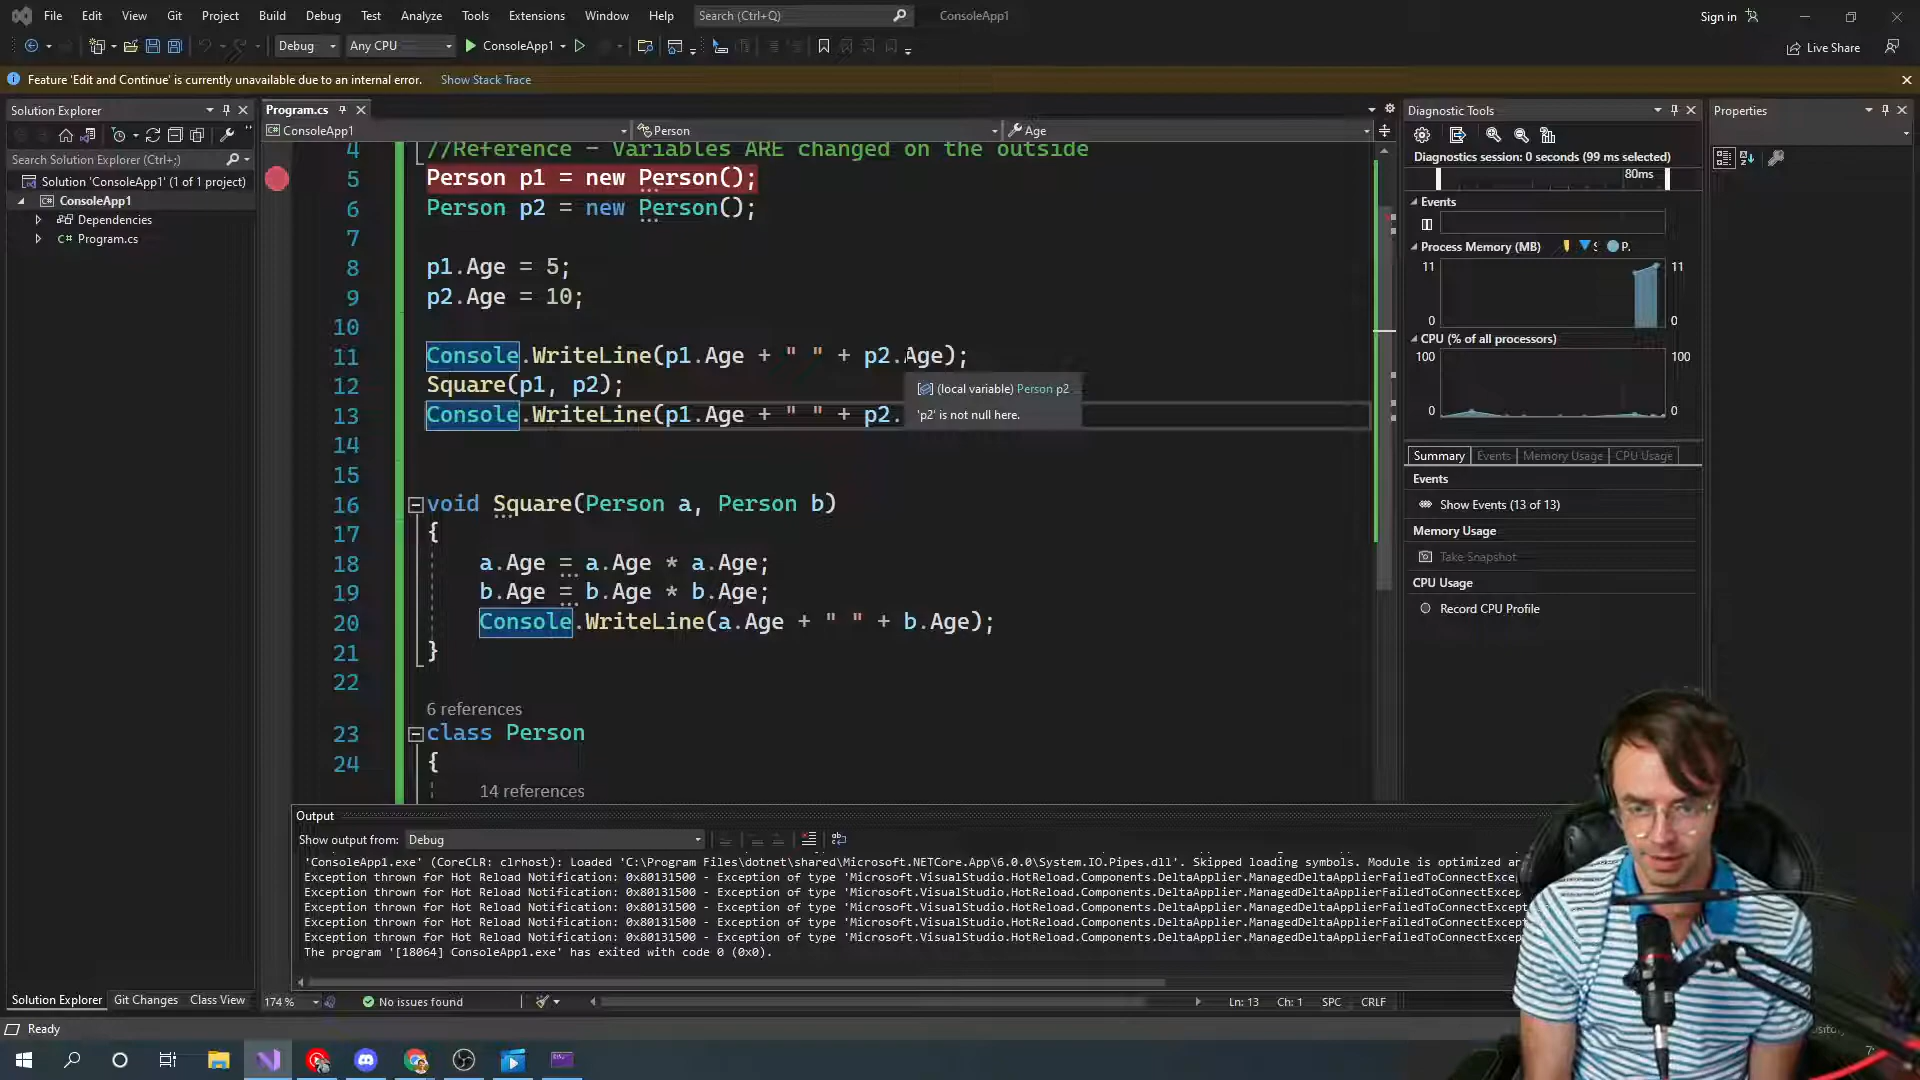 File Edit View Git Project Build Debug Test Analyze Tools Extensions Window Help Search (Ctrl+Q) ConsoleApp1 Sign in
Debug Any CPU ConsoleApp1 Live Share
Feature 'Edit and Continue' is currently unavailable due to an internal error. Show Stack Trace
Solution Explorer
Search Solution Explorer (Ctrl+;)
Solution 'ConsoleApp1' (1 of 1 project)
ConsoleApp1
Dependencies
C# Program.cs
Program.cs
C# ConsoleApp1 Person Age
4 //Reference - Variables ARE changed on the outside
5 Person p1 = new Person();
6 Person p2 = new Person();
7
8 p1.Age = 5;
9 p2.Age = 10;
10
11 Console.WriteLine(p1.Age + " " + p2.Age);
12 Square(p1, p2);
13 Console.WriteLine(p1.Age + " " + p2.
(local variable) Person p2
'p2' is not null here.
14
15
16 void Square(Person a, Person b)
17 {
18 a.Age = a.Age * a.Age;
19 b.Age = b.Age * b.Age;
20 Console.WriteLine(a.Age + " " + b.Age);
21 }
22
6 references
23 class Person
24 {
14 references
Diagnostic Tools
Diagnostics session: 0 seconds (99 ms selected)
80ms
Events
Process Memory (MB) P.
11 11
0 0
CPU (% of all processors)
100 100
0 0
Summary Events Memory Usage CPU Usage
Events
Show Events (13 of 13)
Memory Usage
Take Snapshot
CPU Usage
Record CPU Profile
Properties
Output
Show output from: Debug
'ConsoleApp1.exe' (CoreCLR: clrhost): Loaded 'C:\Program Files\dotnet\shared\Microsoft.NETCore.App\6.0.0\System.IO.Pipes.dll'. Skipped loading symbols. Module is optimized an
Exception thrown for Hot Reload Notification: 0x80131500 - Exception of type 'Microsoft.VisualStudio.HotReload.Components.DeltaApplier.ManagedDeltaApplierFailedToConnectExcep
Exception thrown for Hot Reload Notification: 0x80131500 - Exception of type 'Microsoft.VisualStudio.HotReload.Components.DeltaApplier.ManagedDeltaApplierFailedToConnectExcep
Exception thrown for Hot Reload Notification: 0x80131500 - Exception of type 'Microsoft.VisualStudio.HotReload.Components.DeltaApplier.ManagedDeltaApplierFailedToConnectExcep
Exception thrown for Hot Reload Notification: 0x80131500 - Exception of type 'Microsoft.VisualStudio.HotReload.Components.DeltaApplier.ManagedDeltaApplierFailedToConnectExcept
Exception thrown for Hot Reload Notification: 0x80131500 - Exception of type 'Microsoft.VisualStudio.HotReload.Components.DeltaApplier.ManagedDeltaApplierFailedToConnectExcept
The program '[18064] ConsoleApp1.exe' has exited with code 0 (0x0).
Solution Explorer Git Changes Class View
174 % No issues found Ln: 13 Ch: 1 SPC CRLF
Ready